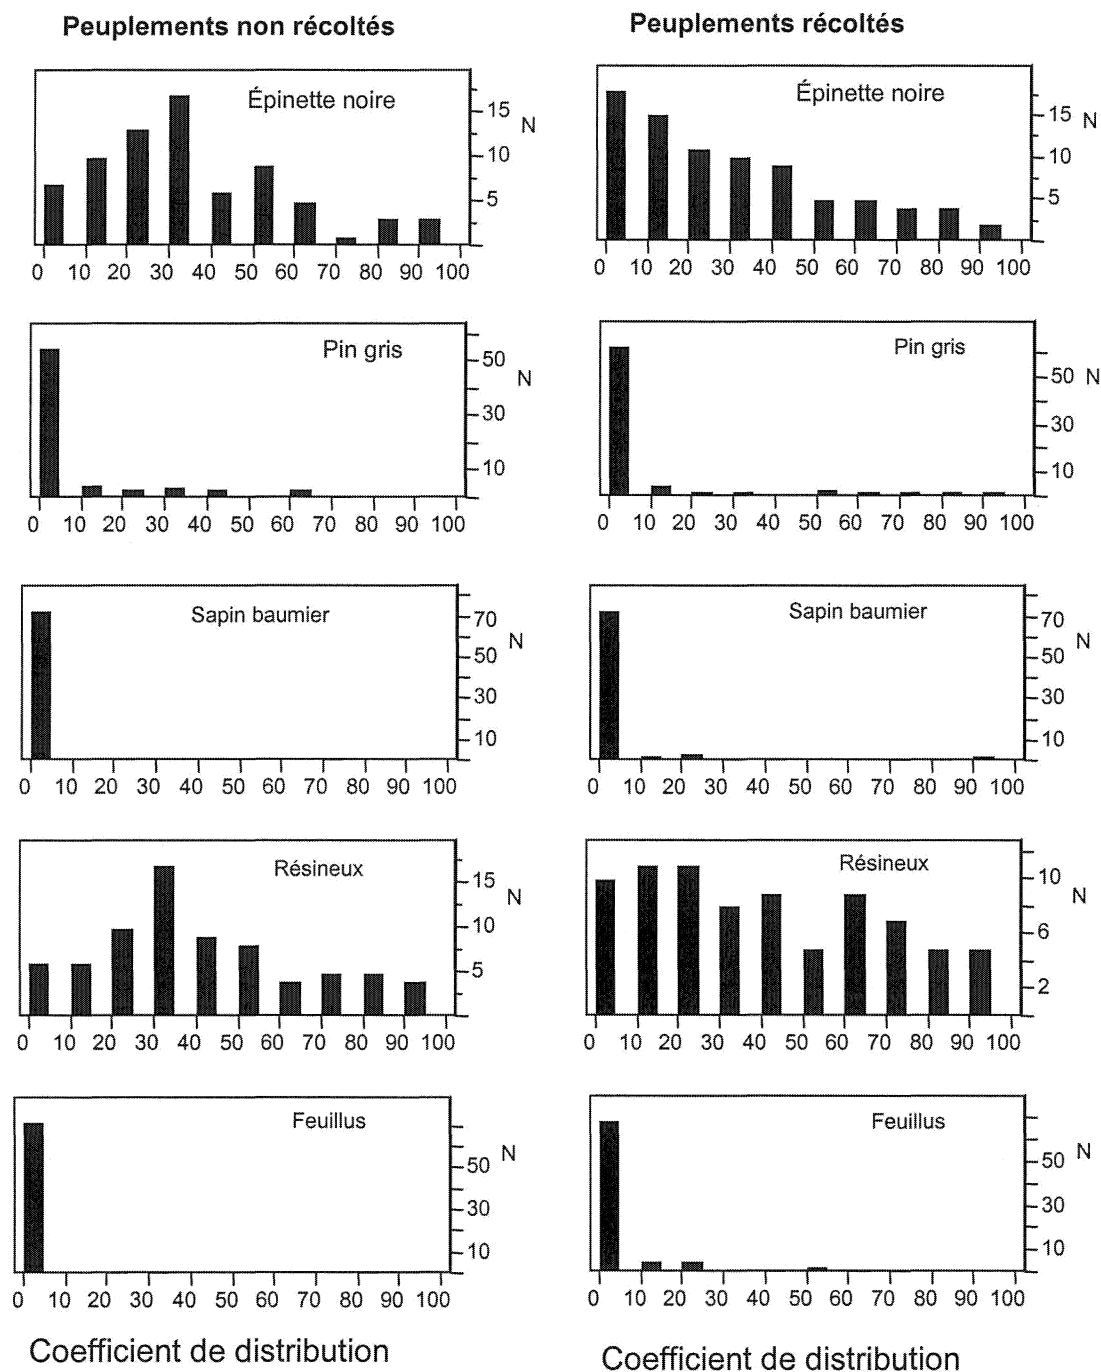 Peuplements non récoltés
Épinette noire
15
N
10
5
0 10 20 30 40 50 60 70 80 90 100
Pin gris
50
N
30
10
0 10 20 30 40 50 60 70 80 90 100
Sapin baumier
70
N
50
30
10
0 10 20 30 40 50 60 70 80 90 100
Résineux
15
N
10
5
0 10 20 30 40 50 60 70 80 90 100
Feuillus
N
50
30
10
0 10 20 30 40 50 60 70 80 90 100
Coefficient de distribution
Peuplements récoltés
Épinette noire
15
N
10
5
0 10 20 30 40 50 60 70 80 90 100
Pin gris
50
N
30
10
0 10 20 30 40 50 60 70 80 90 100
Sapin baumier
70
N
50
30
10
0 10 20 30 40 50 60 70 80 90 100
Résineux
10
N
6
2
0 10 20 30 40 50 60 70 80 90 100
Feuillus
N
50
30
10
0 10 20 30 40 50 60 70 80 90 100
Coefficient de distribution